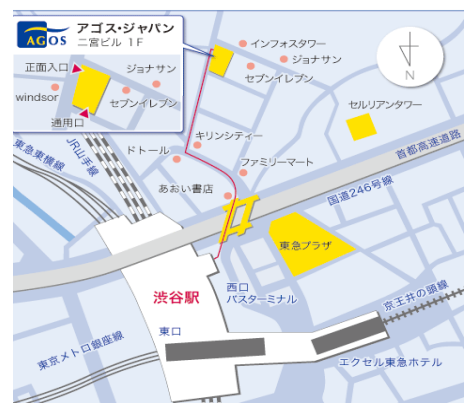 AGOS
アゴス・ジャパン
二宮ビル 1F
正面入口
ジョナサン
windsor
セブンイレブン
通用口
インフォスタワー
ジョナサン
セブンイレブン
N
セルリアンタワー
キリンシティー
ドトール
ファミリーマート
あおい書店
首都高速道路
国道246号線
JR山手線
東急東横線
東急プラザ
渋谷駅
西口
バスターミナル
東口
京王井の頭線
東京メトロ銀座線
エクセル東急ホテル